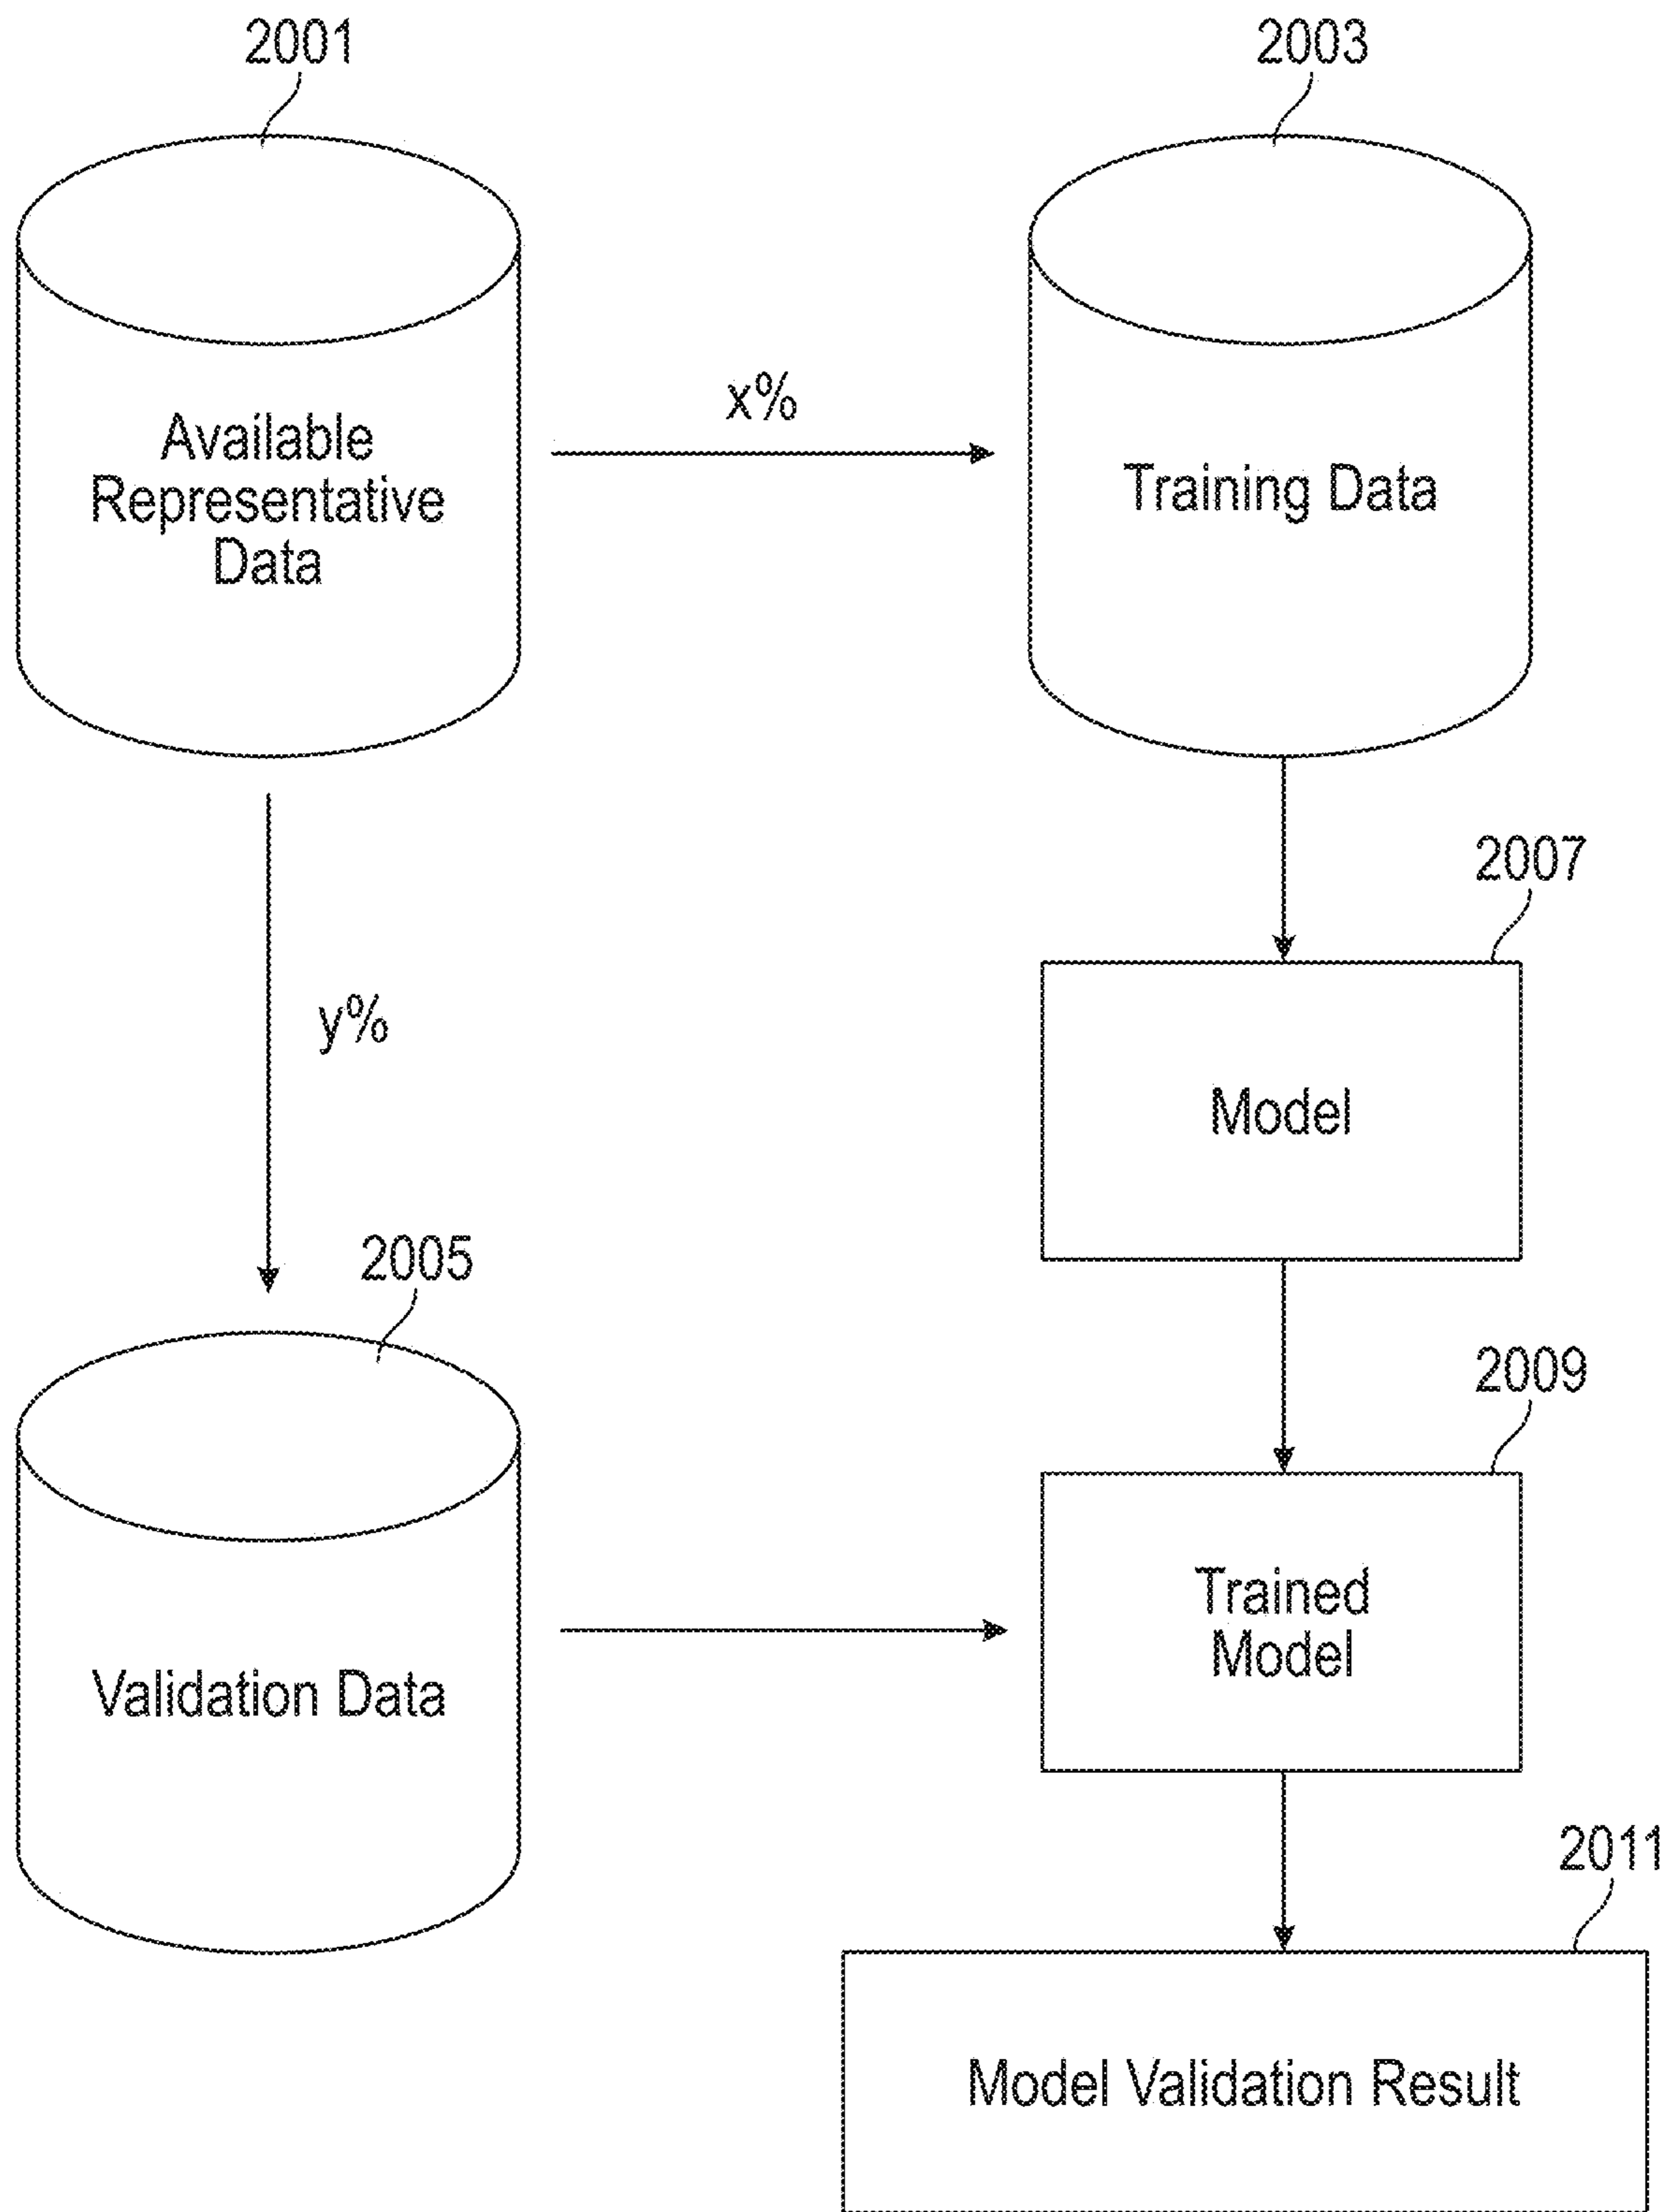 2001
2003
Available
Representative
Data
x%
Training Data
2007
y%
Model
2005
2009
Trained
Model
Validation Data
2011
Model Validation Result